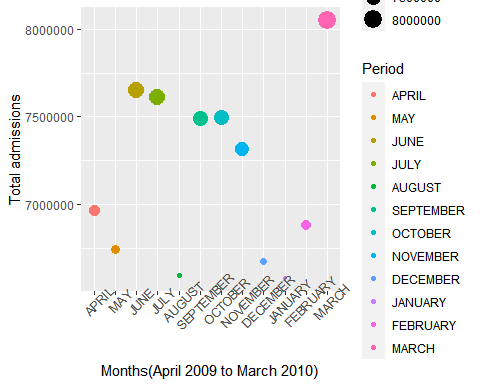 8000000
7500000
7000000
Total admissions
APRIL
MAY
JUNE
JULY
AUGUST
SEPTEMBER
OCTOBER
NOVEMBER
DECEMBER
JANUARY
FEBRUARY
MARCH
Months(April 2009 to March 2010)
8000000
Period
APRIL
MAY
JUNE
JULY
AUGUST
SEPTEMBER
OCTOBER
NOVEMBER
DECEMBER
JANUARY
FEBRUARY
MARCH